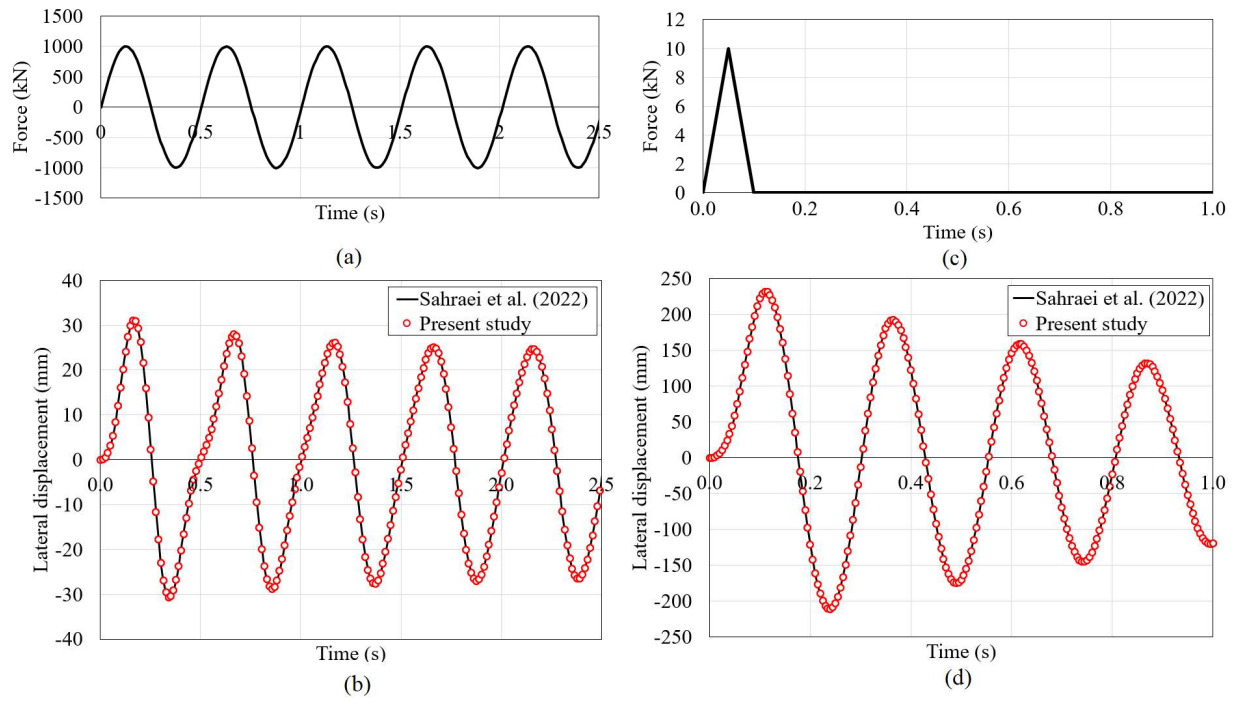 1500
1000
500
0
-500
-1000
-1500
Force (kN)
0 0.5 1 1.5 2 2.5
Time (s)
(a)
12
10
8
6
4
2
0
Force (kN)
0.0 0.2 0.4 0.6 0.8 1.0
Time (s)
(c)
40
30
20
10
0
-10
-20
-30
-40
Lateral displacement (mm)
Sahraei et al. (2022)
Present study
0.0 0.5 1.0 1.5 2.0 2.5
Time (s)
(b)
250
200
150
100
50
0
-50
-100
-150
-200
-250
Lateral displacement (mm)
Sahraei et al. (2022)
Present study
0.0 0.2 0.4 0.6 0.8 1.0
Time (s)
(d)